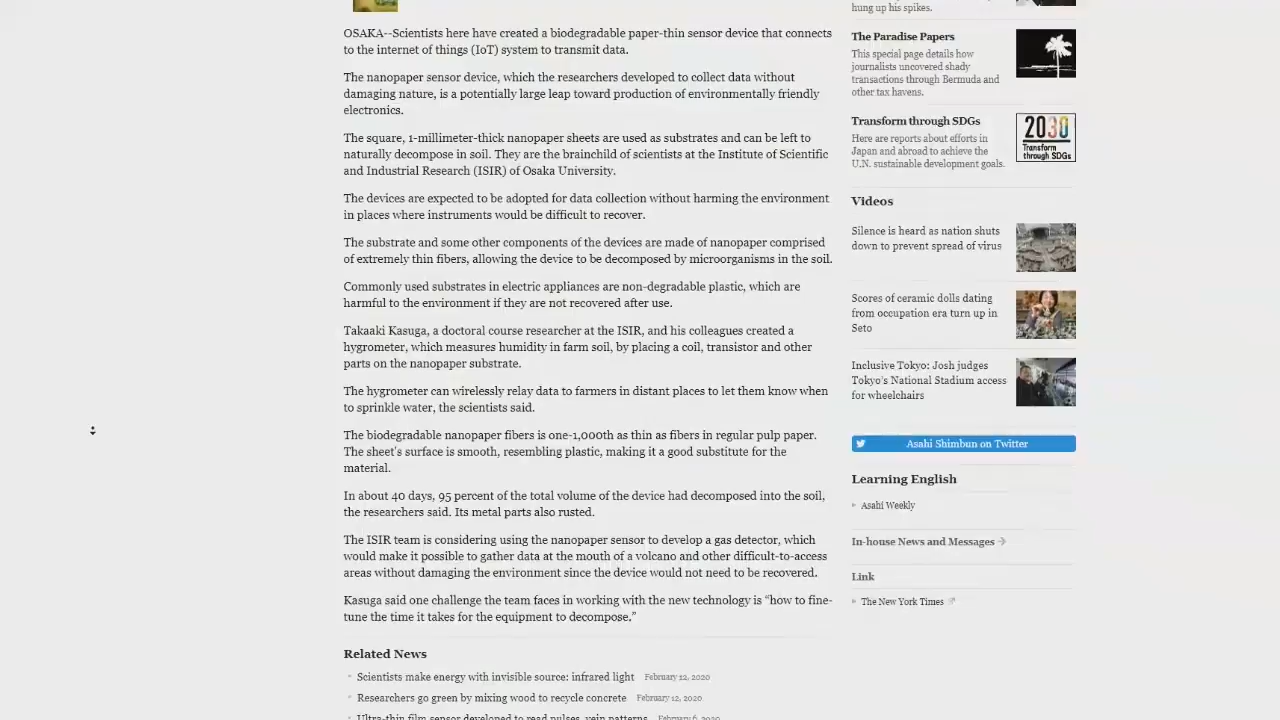 OSAKA--Scientists here have created a biodegradable paper-thin sensor device that connects
to the internet of things (IoT) system to transmit data.
The nanopaper sensor device, which the researchers developed to collect data without
damaging nature, is a potentially large leap toward production of environmentally friendly
electronics.
The square, 1-millimeter-thick nanopaper sheets are used as substrates and can be left to
naturally decompose in soil. They are the brainchild of scientists at the Institute of Scientific
and Industrial Research (ISIR) of Osaka University.
The devices are expected to be adopted for data collection without harming the environment
in places where instruments would be difficult to recover.
The substrate and some other components of the devices are made of nanopaper comprised
of extremely thin fibers, allowing the device to be decomposed by microorganisms in the soil.
Commonly used substrates in electric appliances are non-degradable plastic, which are
harmful to the environment if they are not recovered after use.
Takaaki Kasuga, a doctoral course researcher at the ISIR, and his colleagues created a
hygrometer, which measures humidity in farm soil, by placing a coil, transistor and other
parts on the nanopaper substrate.
The hygrometer can wirelessly relay data to farmers in distant places to let them know when
to sprinkle water, the scientists said.
The biodegradable nanopaper fibers is one-1,000th as thin as fibers in regular pulp paper.
The sheet's surface is smooth, resembling plastic, making it a good substitute for the
material.
In about 40 days, 95 percent of the total volume of the device had decomposed into the soil,
the researchers said. Its metal parts also rusted.
The ISIR team is considering using the nanopaper sensor to develop a gas detector, which
would make it possible to gather data at the mouth of a volcano and other difficult-to-access
areas without damaging the environment since the device would not need to be recovered.
Kasuga said one challenge the team faces in working with the new technology is “how to fine-
tune the time it takes for the equipment to decompose.”
Related News
Scientists make energy with invisible source: infrared light February 12, 2020
Researchers go green by mixing wood to recycle concrete February 12, 2020
Ultra-thin film sensor developed to read pulses, vein patterns February 6, 2020
hung up his spikes.
The Paradise Papers
This special page details how
journalists uncovered shady
transactions through Bermuda and
other tax havens.
Transform through SDGs
Here are reports about efforts in
Japan and abroad to achieve the
U.N. sustainable development goals.
2030
Transform
through SDGs
Videos
Silence is heard as nation shuts
down to prevent spread of virus
Scores of ceramic dolls dating
from occupation era turn up in
Seto
Inclusive Tokyo: Josh judges
Tokyo's National Stadium access
for wheelchairs
Asahi Shimbun on Twitter
Learning English
Asahi Weekly
In-house News and Messages
Link
The New York Times